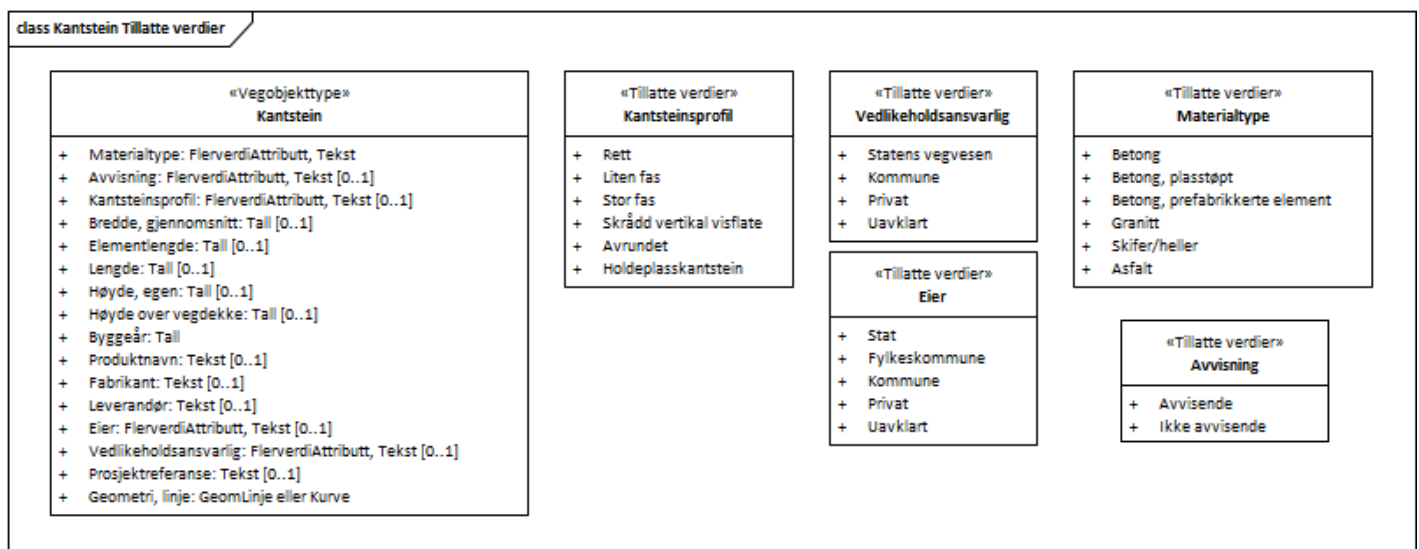 class Kantstein Tillatte verdier
«Vegobjekttype»
Kantstein
+ Materialtype: FlerverdiAttributt, Tekst
+ Avvisning: FlerverdiAttributt, Tekst [0..1]
+ Kantsteinsprofil: FlerverdiAttributt, Tekst [0..1]
+ Bredde, gjennomsnitt: Tall [0..1]
+ Elementlengde: Tall [0..1]
+ Lengde: Tall [0..1]
+ Høyde, egen: Tall [0..1]
+ Høyde over vegdekke: Tall [0..1]
+ Byggeår: Tall
+ Produktnavn: Tekst [0..1]
+ Fabrikant: Tekst [0..1]
+ Leverandør: Tekst [0..1]
+ Eier: FlerverdiAttributt, Tekst [0..1]
+ Vedlikeholdsansvarlig: FlerverdiAttributt, Tekst [0..1]
+ Prosjektreferanse: Tekst [0..1]
+ Geometri, linje: GeomLinje eller Kurve
«Tillatte verdier»
Kantsteinsprofil
+ Rett
+ Liten fas
+ Stor fas
+ Skrådd vertikal visflate
+ Avrundet
+ Holdeplasskantstein
«Tillatte verdier»
Vedlikeholdsansvarlig
+ Statens vegvesen
+ Kommune
+ Privat
+ Uavklart
«Tillatte verdier»
Eier
+ Stat
+ Fylkeskommune
+ Kommune
+ Privat
+ Uavklart
«Tillatte verdier»
Materialtype
+ Betong
+ Betong, plasstøpt
+ Betong, prefabrikkerte element
+ Granitt
+ Skifer/heller
+ Asfalt
«Tillatte verdier»
Avvisning
+ Avvisende
+ Ikke avvisende